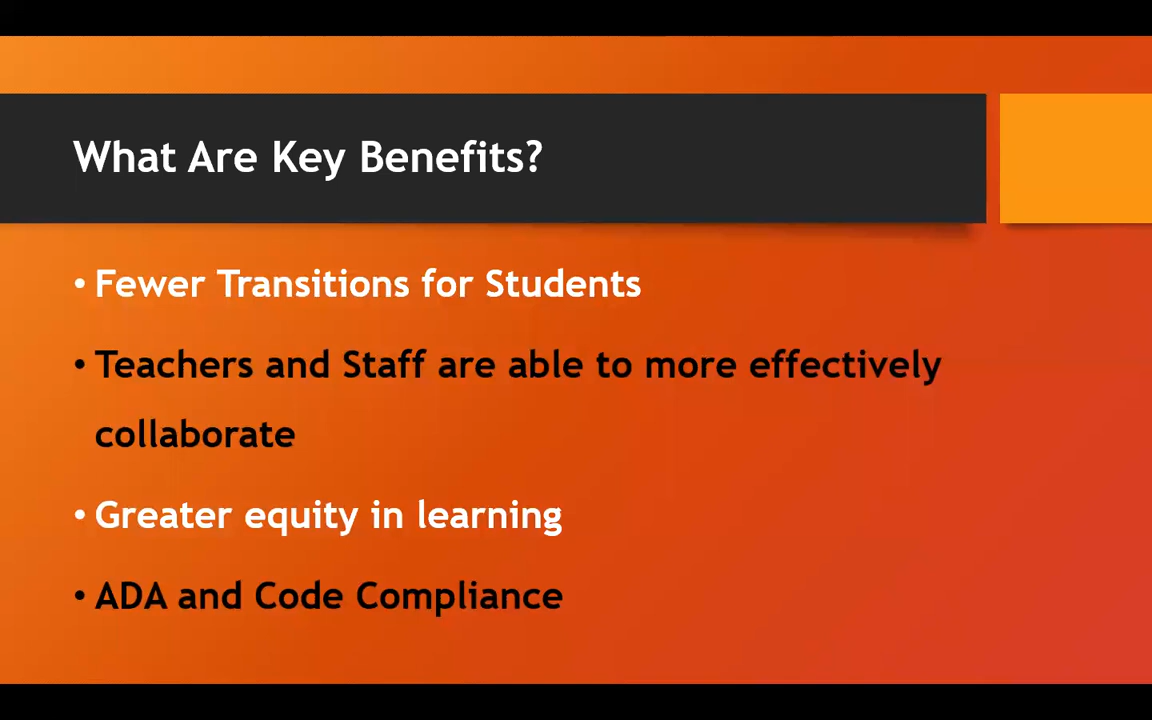 What Are Key Benefits?
• Fewer Transitions for Students
• Teachers and Staff are able to more effectively
collaborate
• Greater equity in learning
• ADA and Code Compliance